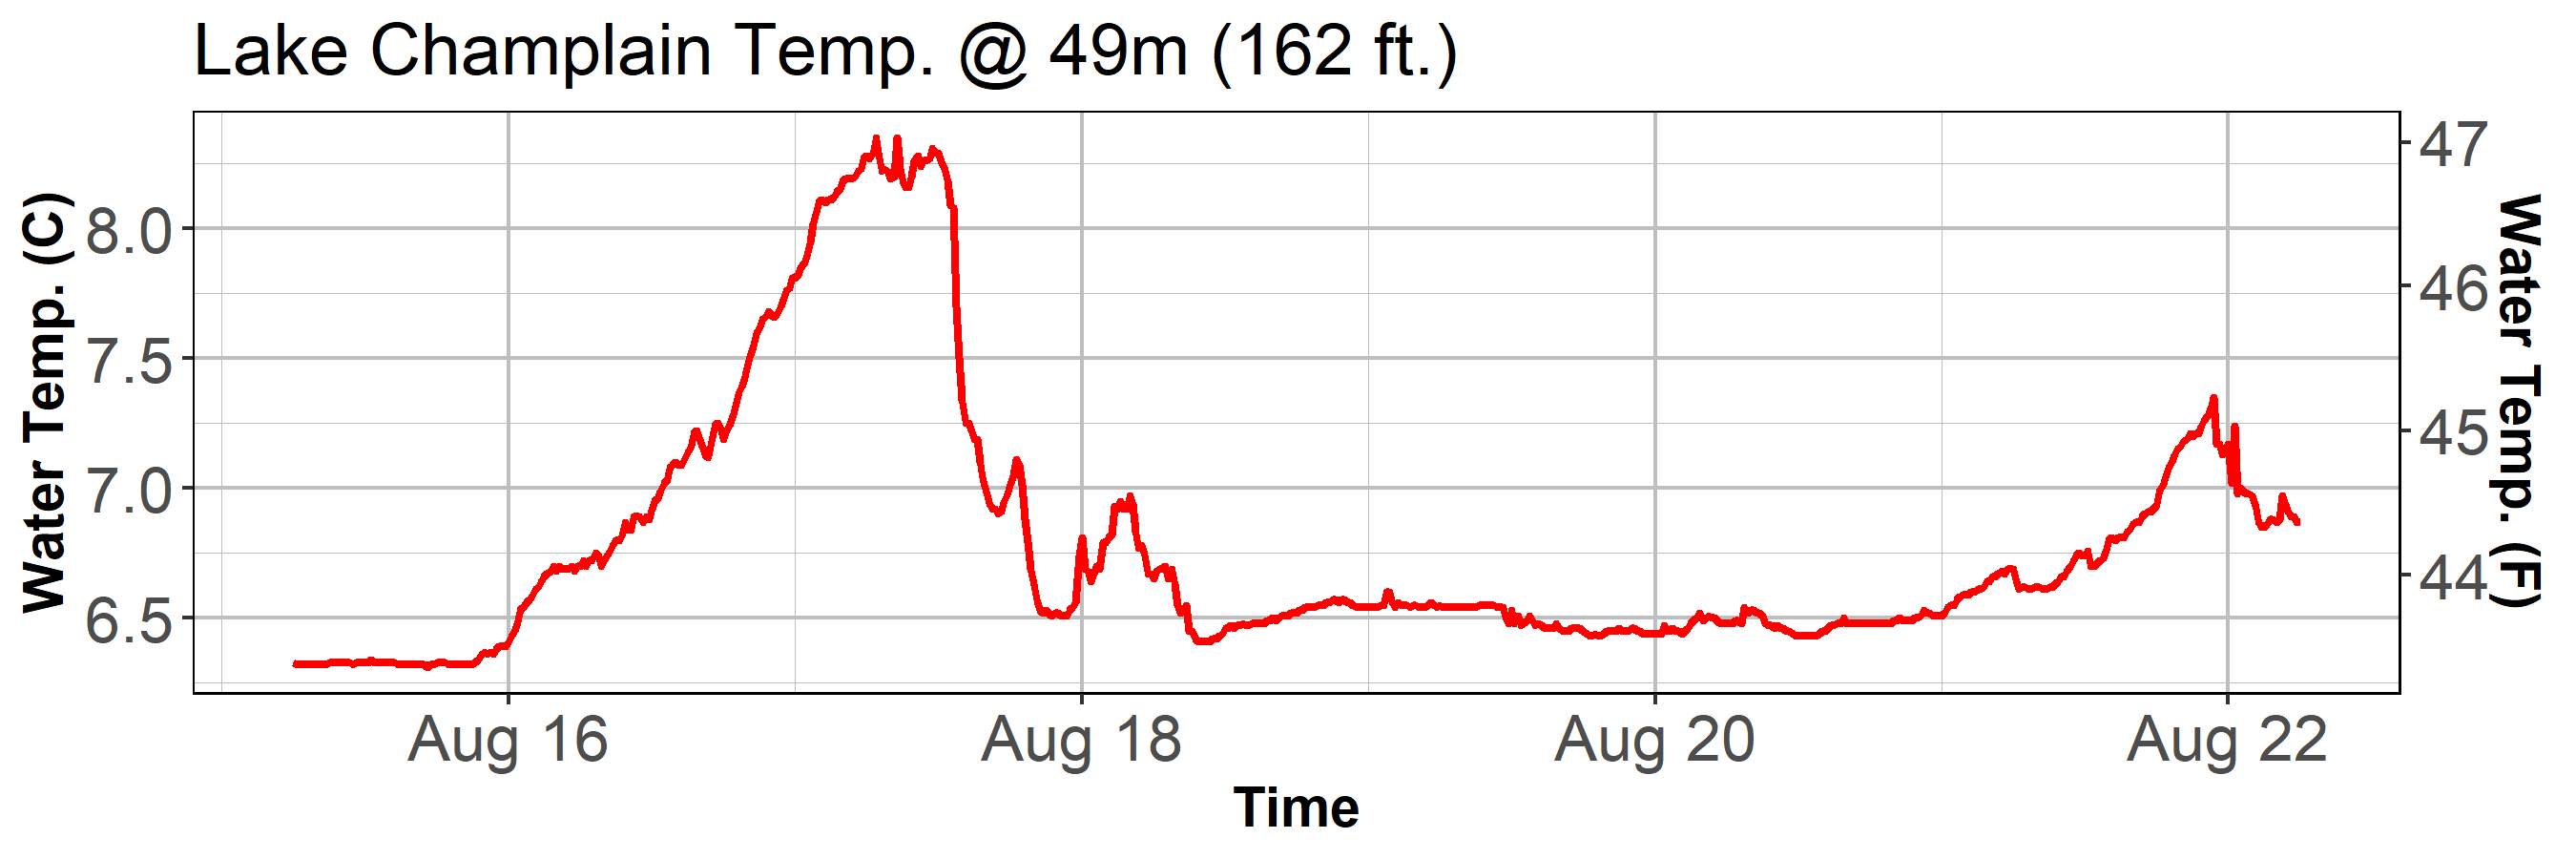 Lake Champlain Temp. @ 49m (162 ft.)
Water Temp. (C)
8.0
7.5
7.0
6.5
47
46
45
44
Water Temp. (F)
Aug 16
Aug 18
Aug 20
Aug 22
Time